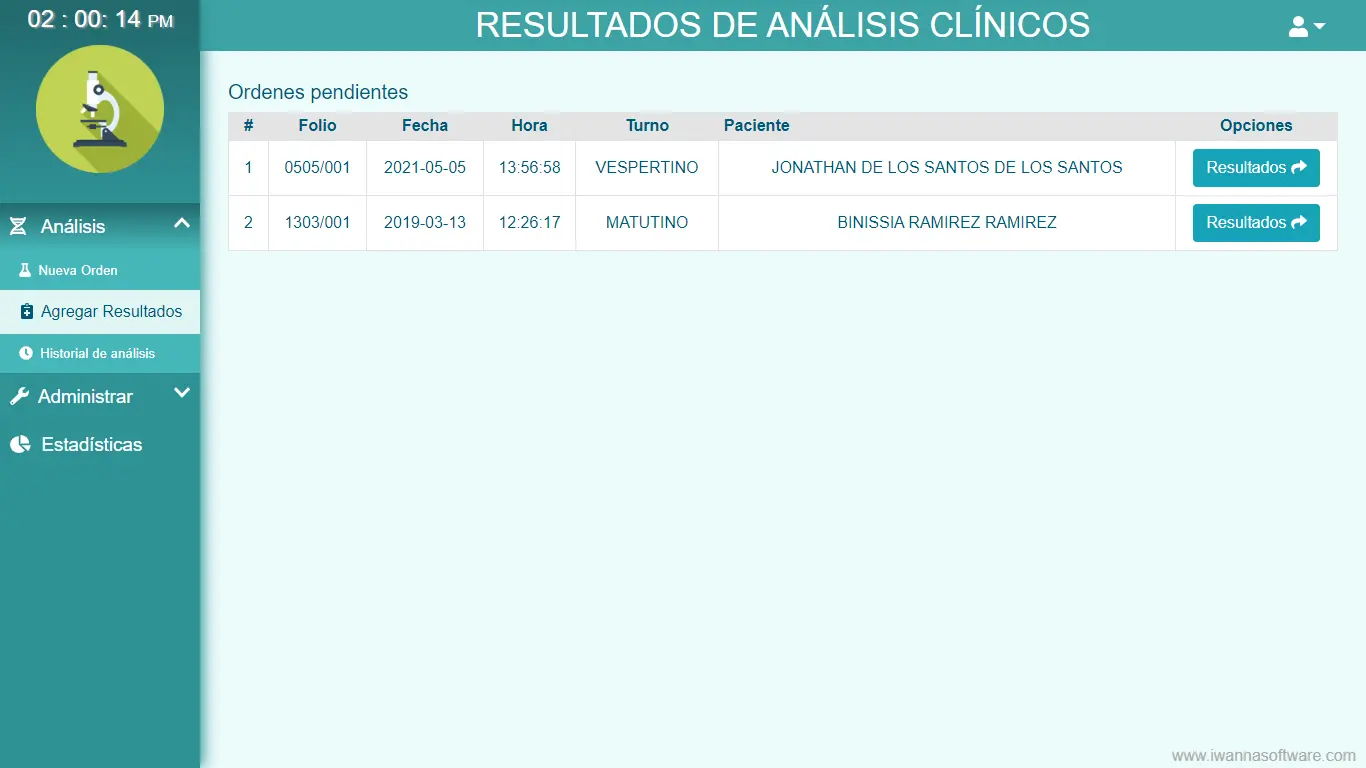 02 : 00: 14 PM
RESULTADOS DE ANÁLISIS CLÍNICOS
Análisis
Nueva Orden
Agregar Resultados
Historial de análisis
Administrar
Estadísticas
Ordenes pendientes
# Folio Fecha Hora Turno Paciente Opciones
1 0505/001 2021-05-05 13:56:58 VESPERTINO JONATHAN DE LOS SANTOS DE LOS SANTOS Resultados
2 1303/001 2019-03-13 12:26:17 MATUTINO BINISSIA RAMIREZ RAMIREZ Resultados
www.iwannasoftware.com